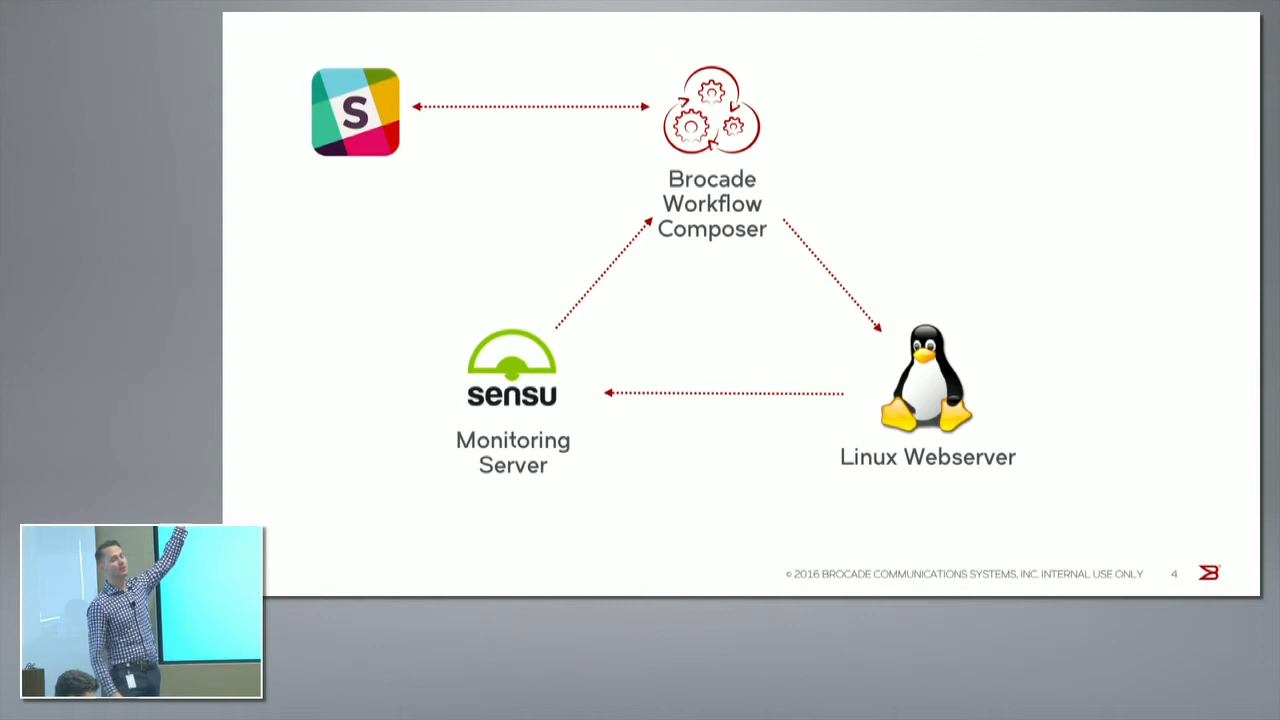 S
Brocade
Workflow
Composer
sensu
Monitoring
Server
Linux Webserver
© 2016 BROCADE COMMUNICATIONS SYSTEMS, INC. INTERNAL USE ONLY 4